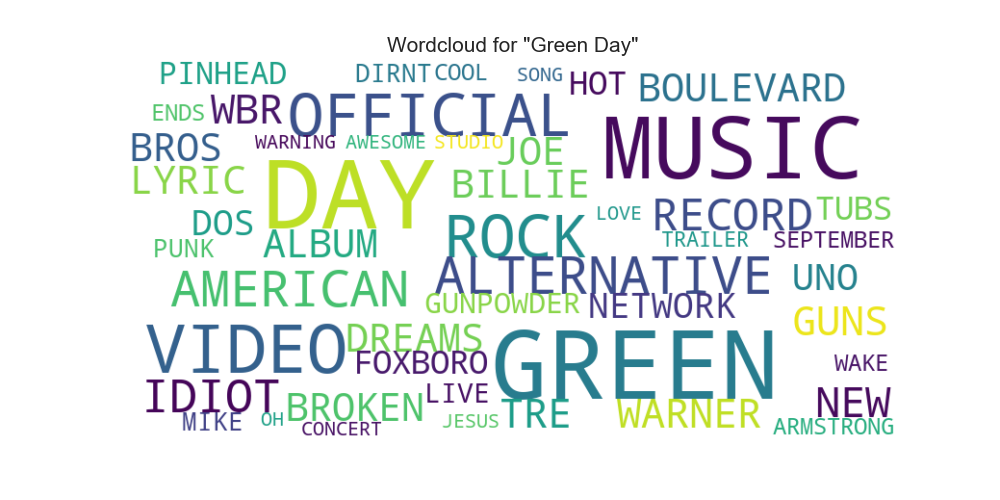 Wordcloud for "Green Day"
PINHEAD
DIRNT
COOL
SONG
HOT
BOULEVARD
ENDS
WBR
OFFICIAL
MUSIC
BROS
WARNING
AWESOME
STUDIO
JOE
LYRIC
DAY
BILLIE
DOS
ROCK
LOVE
RECORD
TUBS
PUNK
ALBUM
TRAILER
SEPTEMBER
AMERICAN
ALTERNATIVE
UNO
GUNPOWDER
NETWORK
GUNS
VIDEO
DREAMS
FOXBORO
GREEN
WAKE
IDIOT
BROKEN
LIVE
TRE
WARNER
NEW
MIKE
OH
CONCERT
JESUS
ARMSTRONG